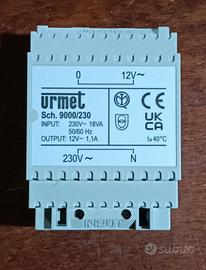 0 12V~
urmet
Sch. 9000/230
INPUT: 230V~ 18VA
50/60 Hz
OUTPUT: 12V~ 1,1A
CE
UK
CA
ta 40°C
230V~ N
INPUT
subito